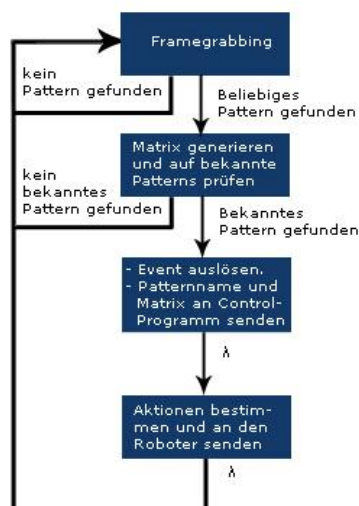 Framegrabbing
kein
Pattern gefunden
Beliebiges
Pattern gefunden
Matrix generieren
und auf bekannte
Patterns prüfen
kein
bekanntes
Pattern gefunden
Bekanntes
Pattern gefunden
- Event auslösen.
- Patternname und
Matrix an Control-
Programm senden
λ
Aktionen bestim-
men und an den
Roboter senden
λ